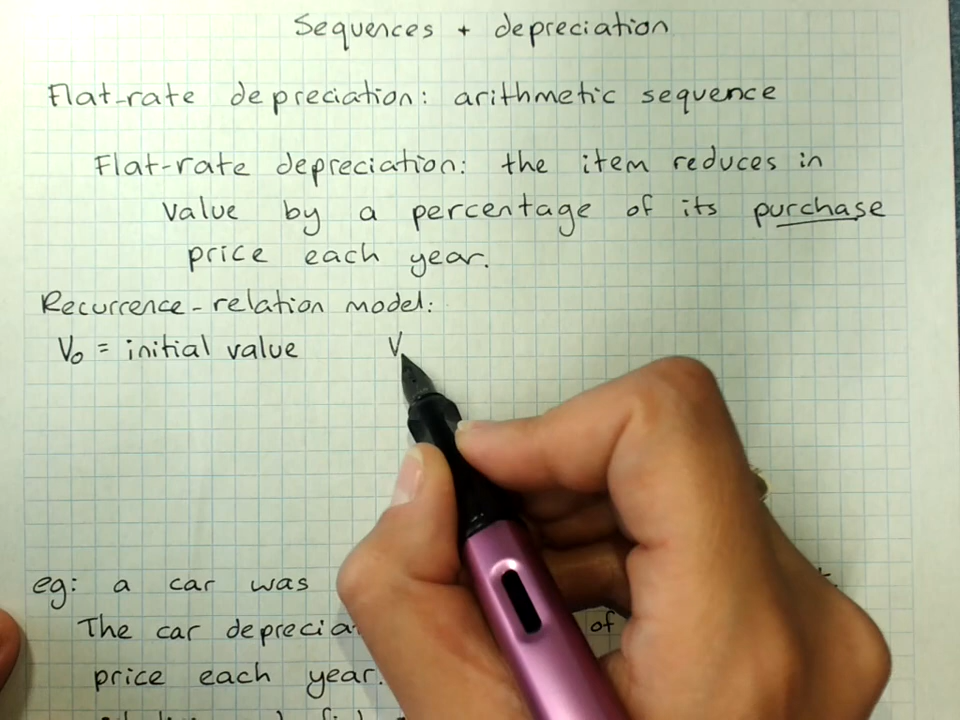 Sequences + depreciation
Flat-rate depreciation: arithmetic sequence
Flat-rate depreciation: the item reduces in
value by a percentage of its purchase
price each year.
Recurrence-relation model:
V₀ = initial value V
eg: a car was
The car deprecia of
price each year.